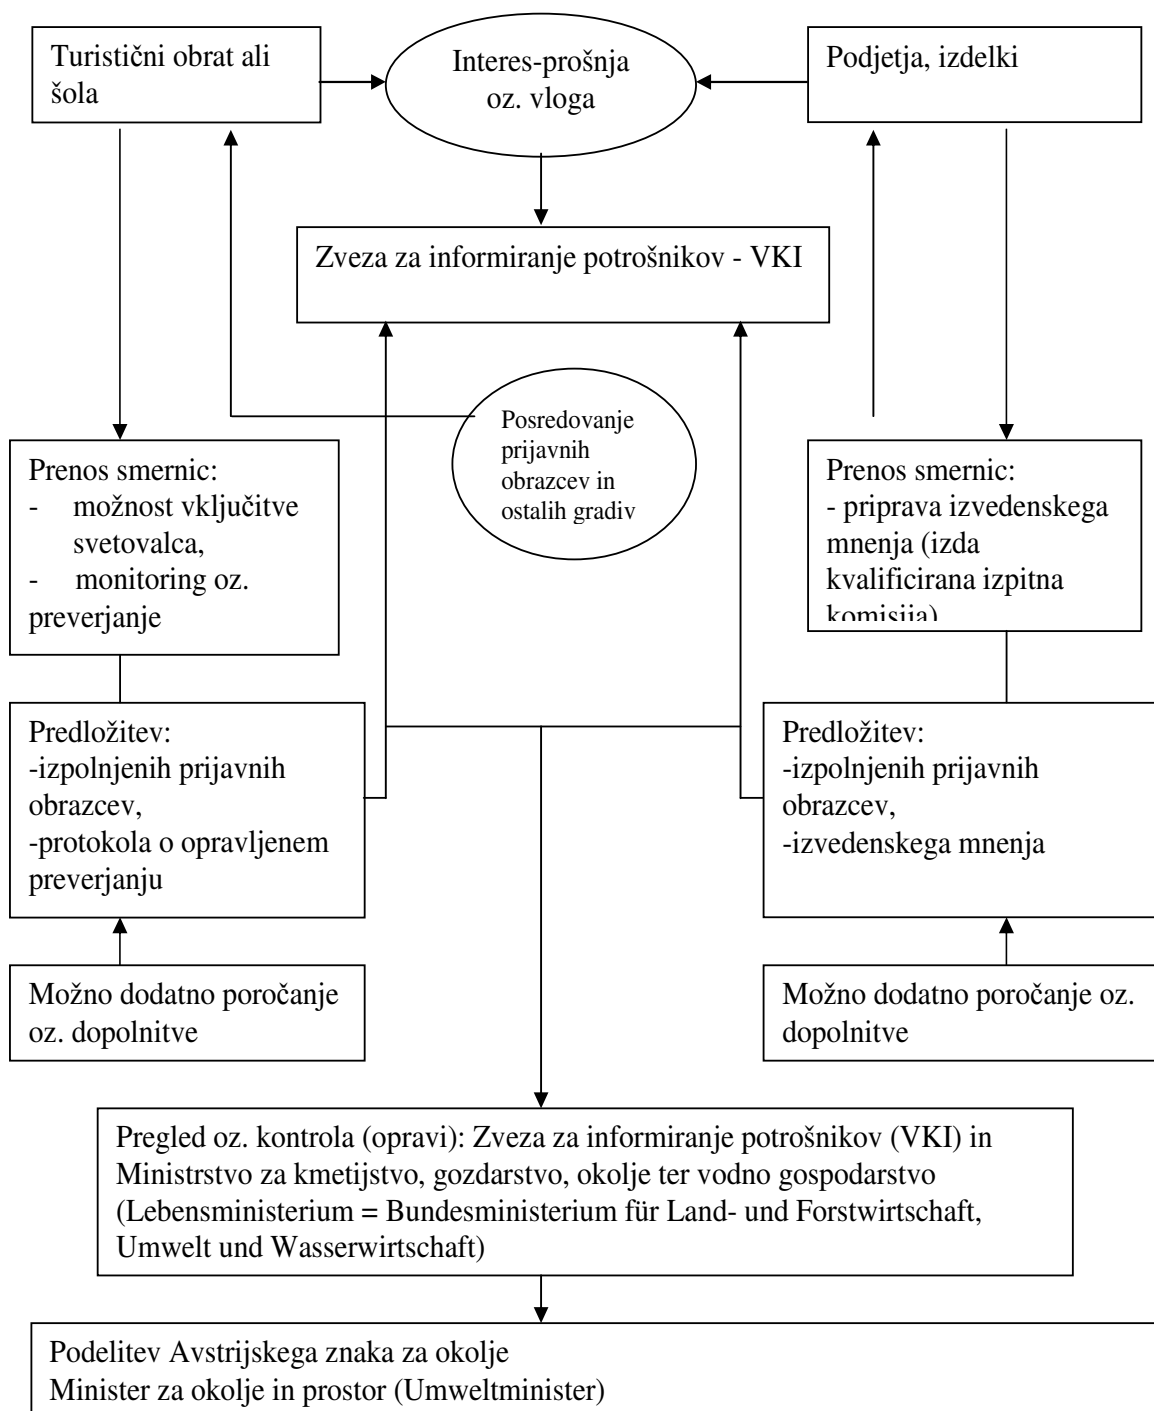 Turistični obrat ali
šola
Interes-prošnja
oz. vloga
Podjetja, izdelki
Zveza za informiranje potrošnikov - VKI
Posredovanje
prijavnih
obrazcev in
ostalih gradiv
Prenos smernic:
- možnost vključitve
svetovalca,
- monitoring oz.
preverjanje
Prenos smernic:
- priprava izvedenskega
mnenja (izda
kvalificirana izpitna
komisija)
Predložitev:
-izpolnjenih prijavnih
obrazcev,
-protokola o opravljenem
preverjanju
Predložitev:
-izpolnjenih prijavnih
obrazcev,
-izvedenskega mnenja
Možno dodatno poročanje
oz. dopolnitve
Možno dodatno poročanje oz.
dopolnitve
Pregled oz. kontrola (opravi): Zveza za informiranje potrošnikov (VKI) in
Ministrstvo za kmetijstvo, gozdarstvo, okolje ter vodno gospodarstvo
(Lebensministerium = Bundesministerium für Land- und Forstwirtschaft,
Umwelt und Wasserwirtschaft)
Podelitev Avstrijskega znaka za okolje
Minister za okolje in prostor (Umweltminister)